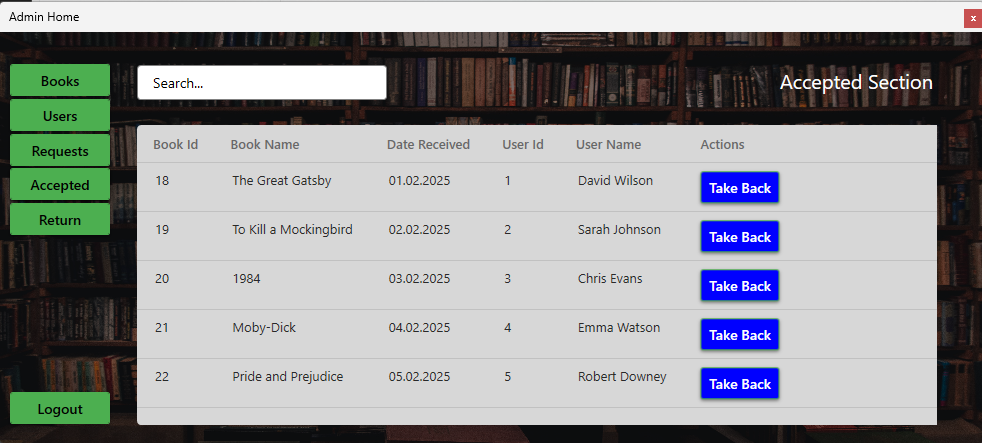 Admin Home
x
Books
Users
Requests
Accepted
Return
Logout
Search...
Accepted Section
Book Id Book Name Date Received User Id User Name Actions
18 The Great Gatsby 01.02.2025 1 David Wilson Take Back
19 To Kill a Mockingbird 02.02.2025 2 Sarah Johnson Take Back
20 1984 03.02.2025 3 Chris Evans Take Back
21 Moby-Dick 04.02.2025 4 Emma Watson Take Back
22 Pride and Prejudice 05.02.2025 5 Robert Downey Take Back